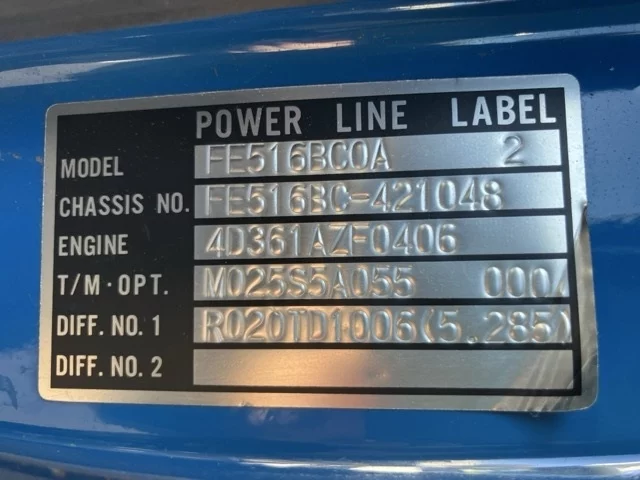 POWER LINE LABEL
MODEL FE516BC0A 2
CHASSIS NO. FE516BC-421048
ENGINE 4D361AZF0406
T/M·OPT. M025S5A055 000/
DIFF. NO. 1 R020TD1006(5.285)
DIFF. NO. 2